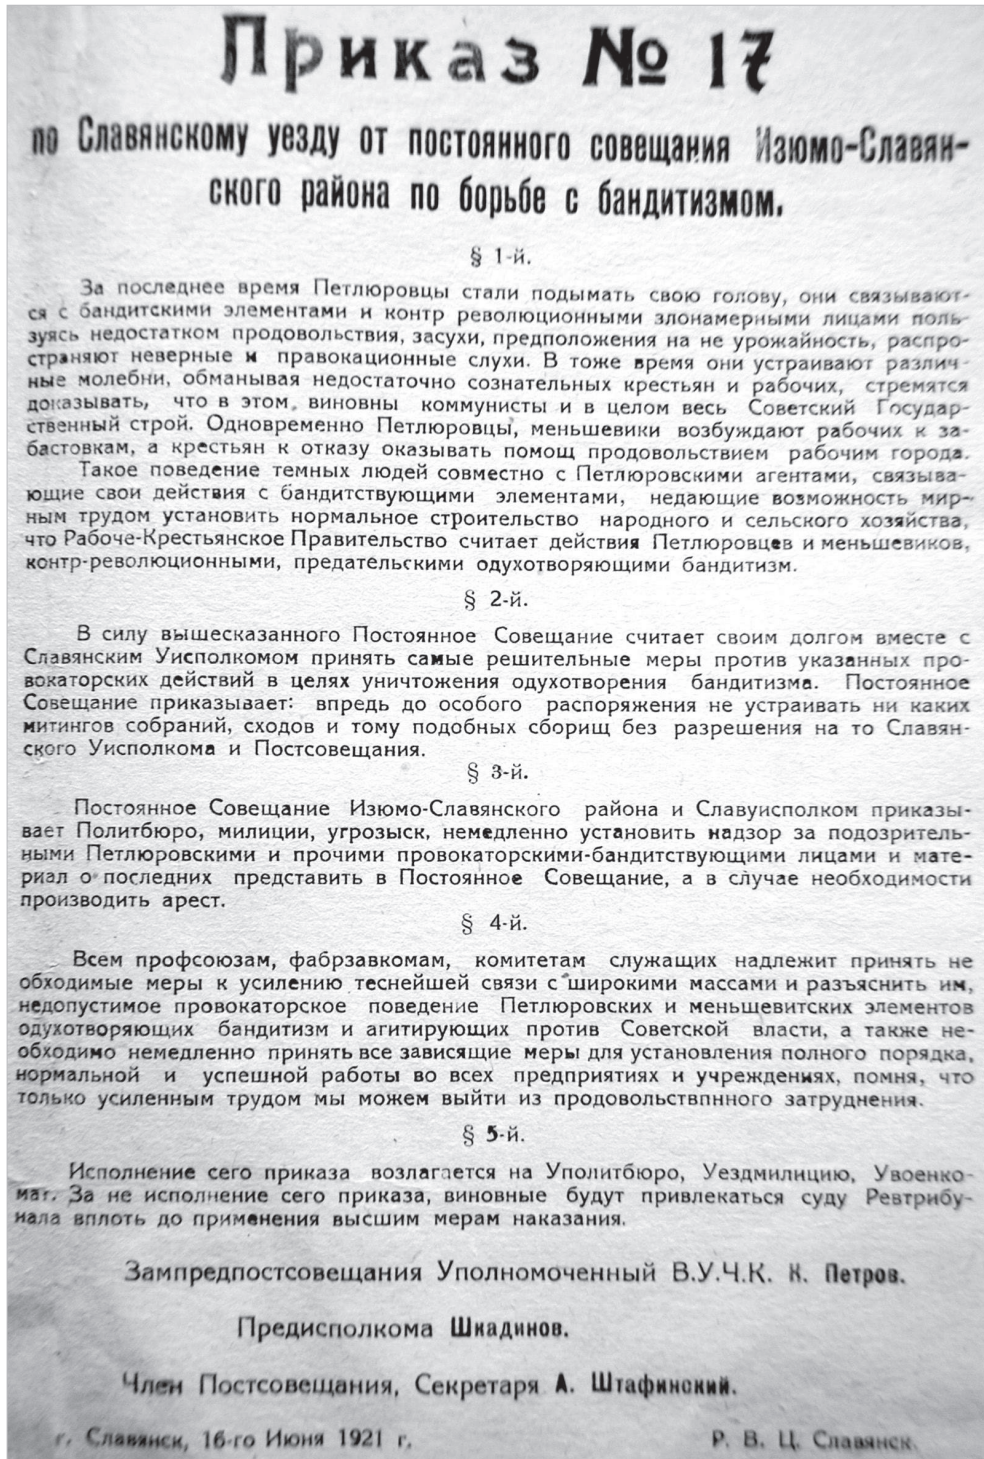 Приказ № 17
по Славянскому уезду от постоянного совещания Изюмо-Славян-
ского района по борьбе с бандитизмом.
§ 1-й.
За последнее время Петлюровцы стали подымать свою голову, они связывают-
ся с бандитскими элементами и контр революционными злонамерными лицами поль-
зуясь недостатком продовольствия, засухи, предположения на не урожайность, распро-
страняют неверные и правокационные слухи. В тоже время они устраивают различ-
ные молебни, обманывая недостаточно сознательных крестьян и рабочих, стремятся
доказывать, что в этом виновны коммунисты и в целом весь Советский Государ-
ственный строй. Одновременно Петлюровцы, меньшевики возбуждают рабочих к за-
бастовкам, а крестьян к отказу оказывать помощ продовольствием рабочим города.
Такое поведение темных людей совместно с Петлюровскими агентами, связыва-
ющие свои действия с бандитствующими элементами, недающие возможность мир-
ным трудом установить нормальное строительство народного и сельского хозяйства,
что Рабоче-Крестьянское Правительство считает действия Петлюровцев и меньшевиков,
контр-революционными, предательскими одухотворяющими бандитизм.
§ 2-й.
В силу вышесказанного Постоянное Совещание считает своим долгом вместе с
Славянским Уисполкомом принять самые решительные меры против указанных про-
вокаторских действий в целях уничтожения одухотворения бандитизма. Постоянное
Совещание приказывает: впредь до особого распоряжения не устраивать ни каких
митингов собраний, сходов и тому подобных сборищ без разрешения на то Славян-
ского Уисполкома и Постсовещания.
§ 3-й.
Постоянное Совещание Изюмо-Славянского района и Славуисполком приказы-
вает Политбюро, милиции, угрозыск, немедленно установить надзор за подозритель-
ными Петлюровскими и прочими провокаторскими-бандитствующими лицами и мате-
риал о последних представить в Постоянное Совещание, а в случае необходимости
производить арест.
§ 4-й.
Всем профсоюзам, фабрзавкомам, комитетам служащих надлежит принять не
обходимые меры к усилению теснейшей связи с широкими массами и разъяснить им,
недопустимое провокаторское поведение Петлюровских и меньшевитских элементов
одухотворяющих бандитизм и агитирующих против Советской власти, а также не-
обходимо немедленно принять все зависящие меры для установления полного порядка,
нормальной и успешной работы во всех предприятиях и учреждениях, помня, что
только усиленным трудом мы можем выйти из продовольствпнного затруднения.
§ 5-й.
Исполнение сего приказа возлагается на Уполитбюро, Уездмилицию, Увоенко-
мат. За не исполнение сего приказа, виновные будут привлекаться суду Ревтрибу-
нала вплоть до применения высшим мерам наказания.
Зампредпостсовещания Уполномоченный В.У.Ч.К. К. Петров.
Предисполкома Шкадинов.
Член Постсовещания, Секретаря А. Штафинский.
г. Славянск, 16-го Июня 1921 г.
Р. В. Ц. Славянск.